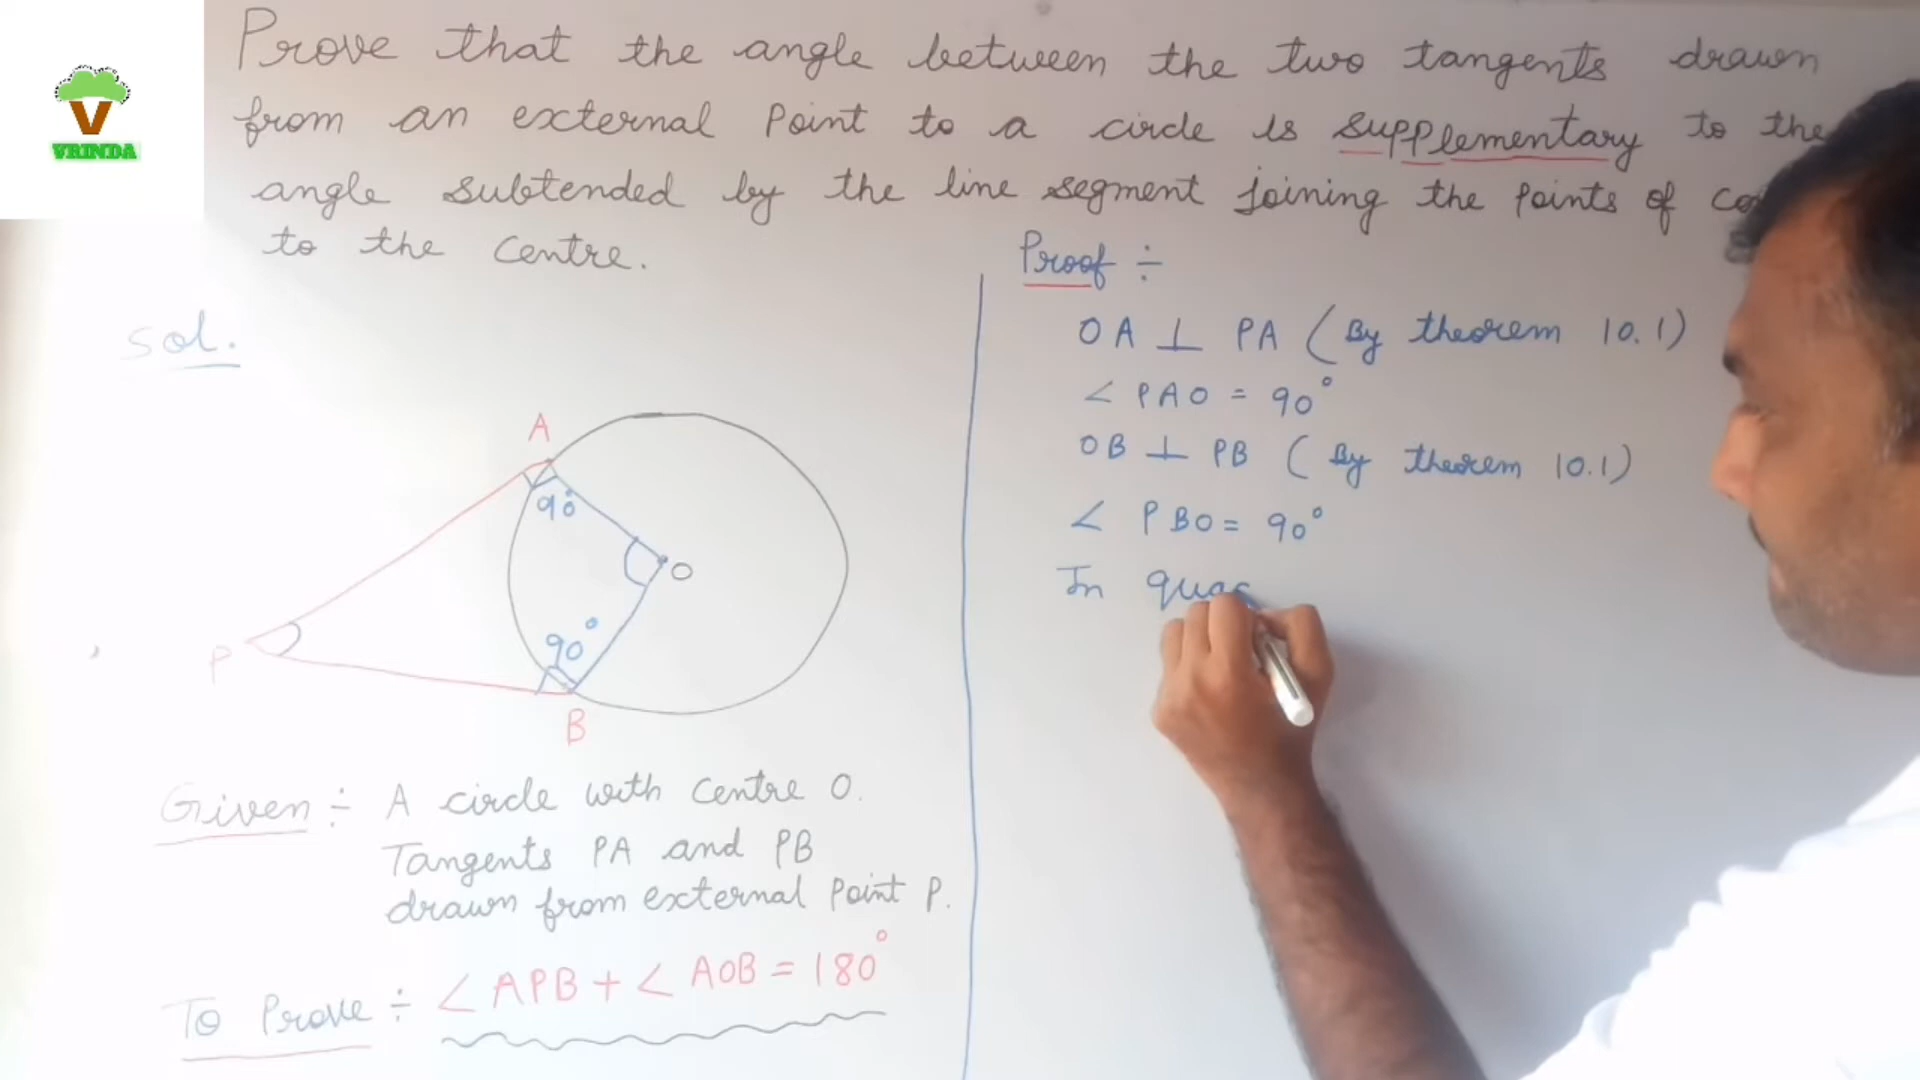 VRINDA
Prove that the angle between the two tangents drawn
from an external Point to a circle is supplementary to the
angle subtended by the line segment joining the points of
to the Centre.
Sol.
A
90°
O
90°
P
B
Given ÷ A circle with Centre O.
Tangents PA and PB
drawn from external Point P.
To Prove ÷ ∠APB + ∠AOB = 180°
Proof ÷
OA ⊥ PA (By theorem 10.1)
∠PAO = 90°
OB ⊥ PB (By theorem 10.1)
∠PBO = 90°
In